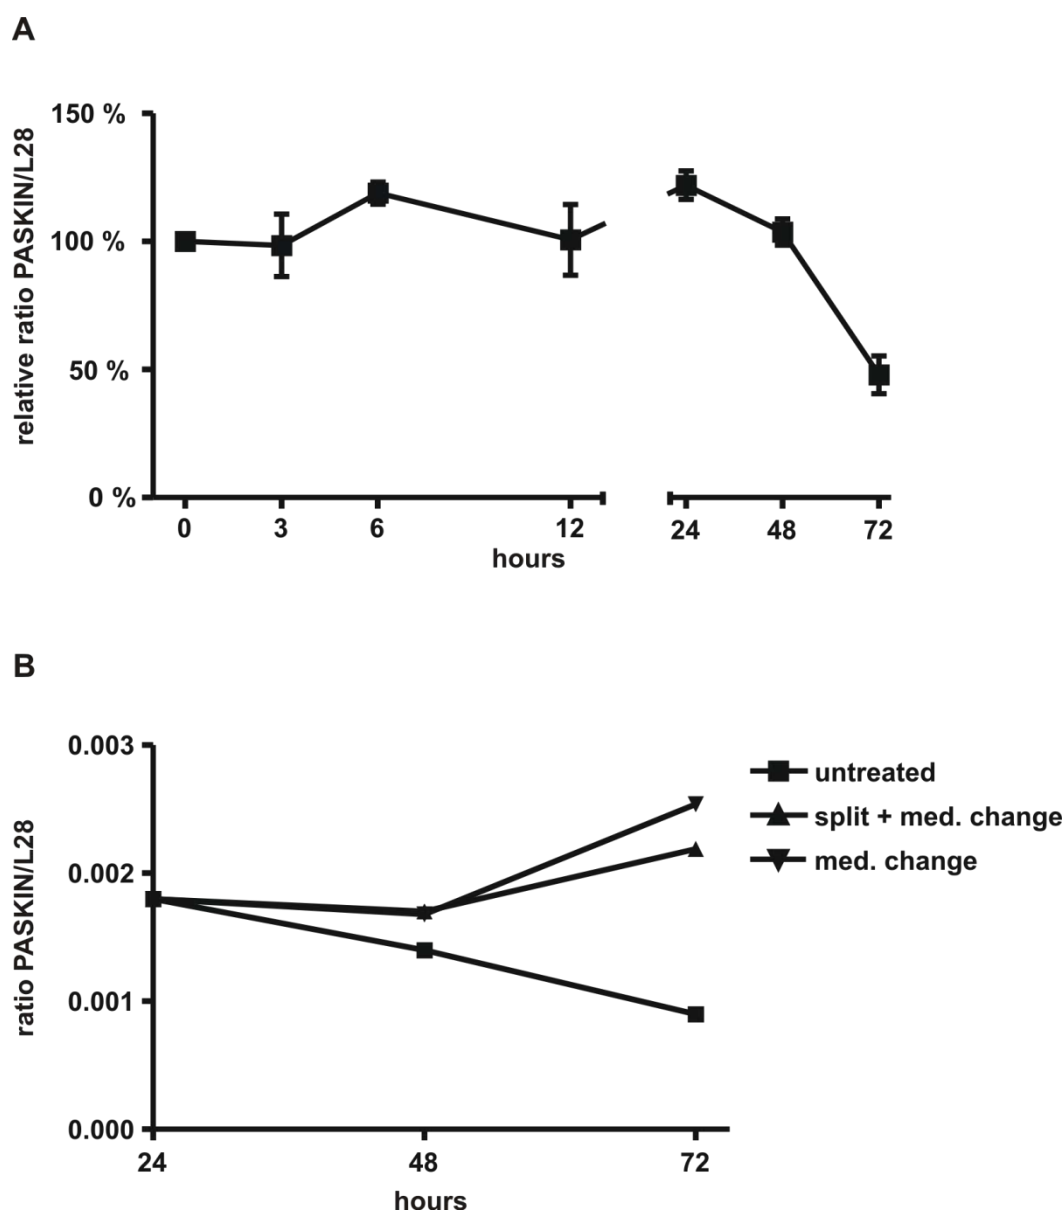 A
150 %
100 %
50 %
0 %
relative ratio PASKIN/L28
0 3 6 12 24 48 72
hours
B
0.003
0.002
0.001
0.000
ratio PASKIN/L28
24 48 72
hours
untreated
split + med. change
med. change